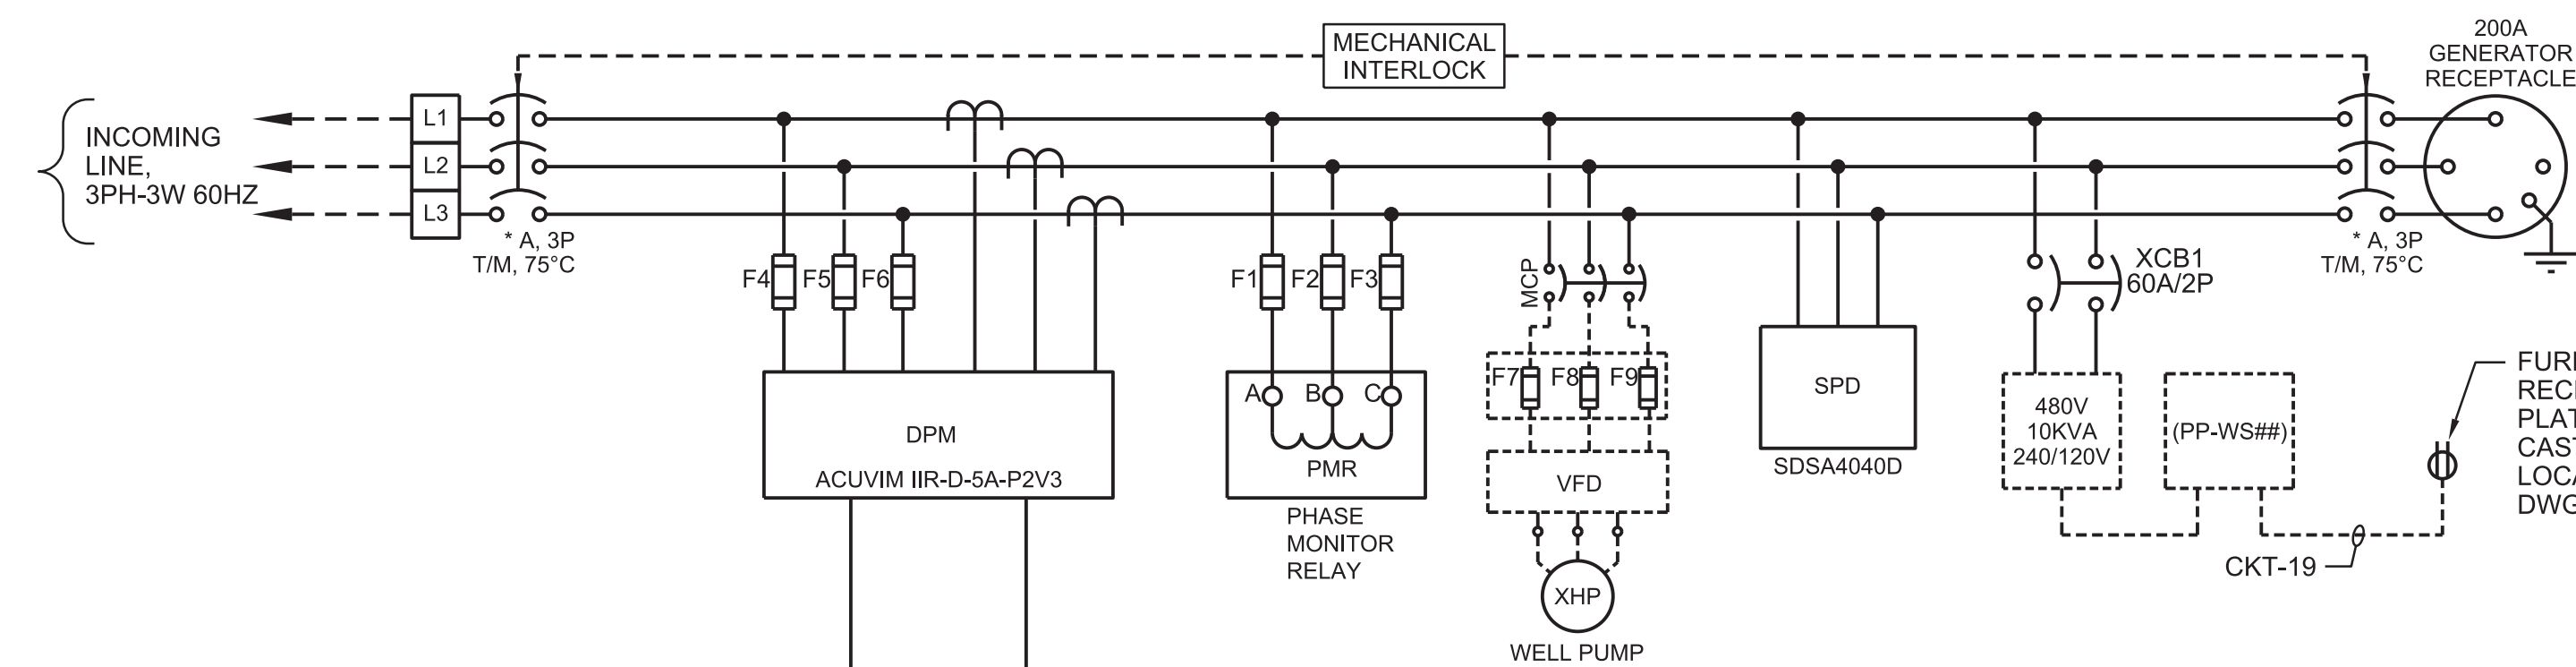 MECHANICAL
INTERLOCK
200A
GENERATOR
RECEPTACLE
INCOMING
LINE,
3PH-3W 60HZ
L1
L2
L3
* A, 3P
T/M, 75°C
* A, 3P
T/M, 75°C
F4
F5
F6
F1
F2
F3
MCP
XCB1
60A/2P
DPM
ACUVIM IIR-D-5A-P2V3
A
B
C
PMR
PHASE
MONITOR
RELAY
F7
F8
F9
VFD
XHP
WELL PUMP
SPD
SDSA4040D
480V
10KVA
240/120V
(PP-WS##)
CKT-19
DWG